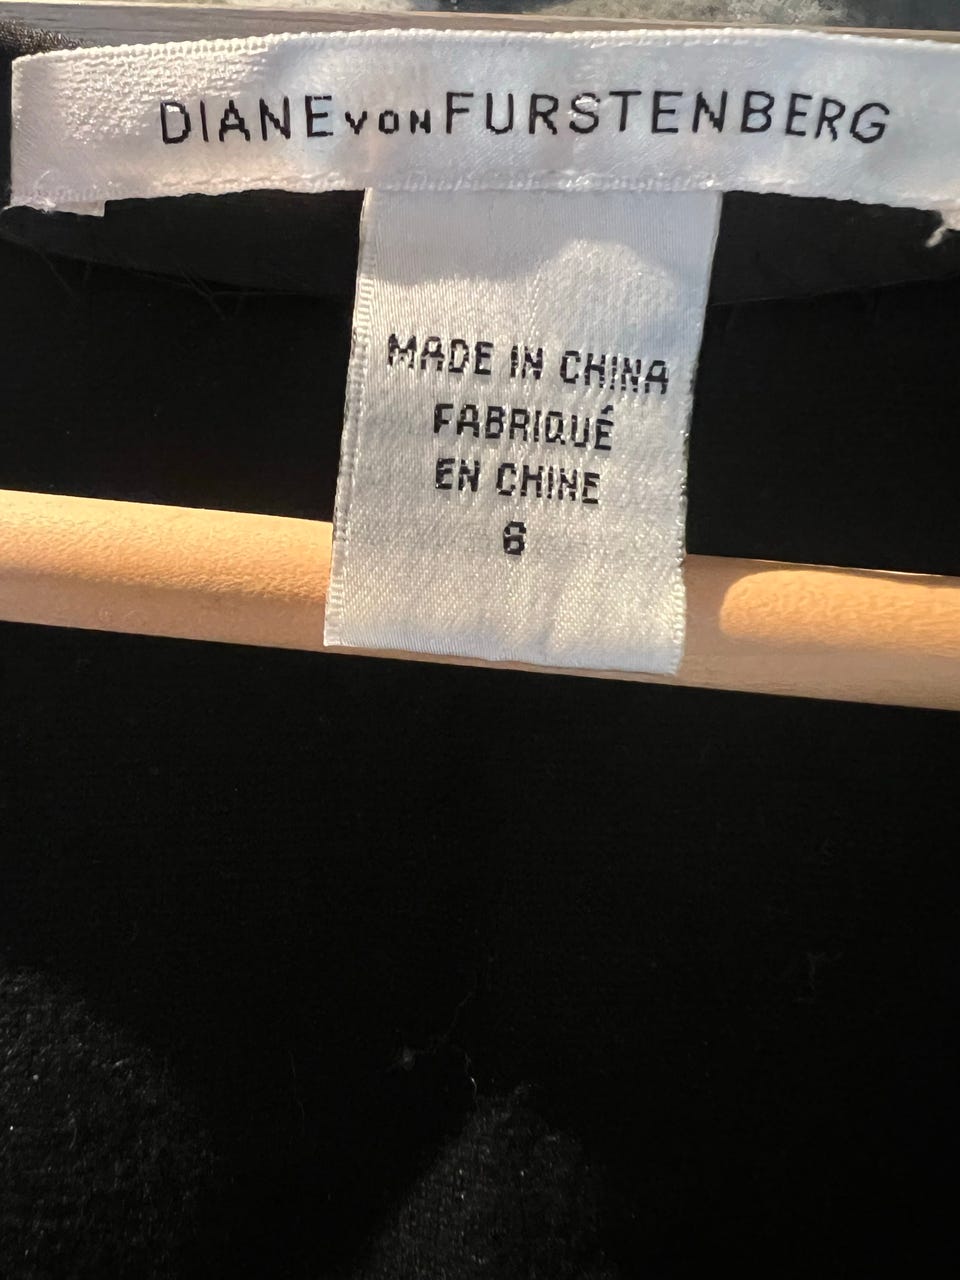 DIANE VON FURSTENBERG
MADE IN CHINA
FABRIQUÉ
EN CHINE
6